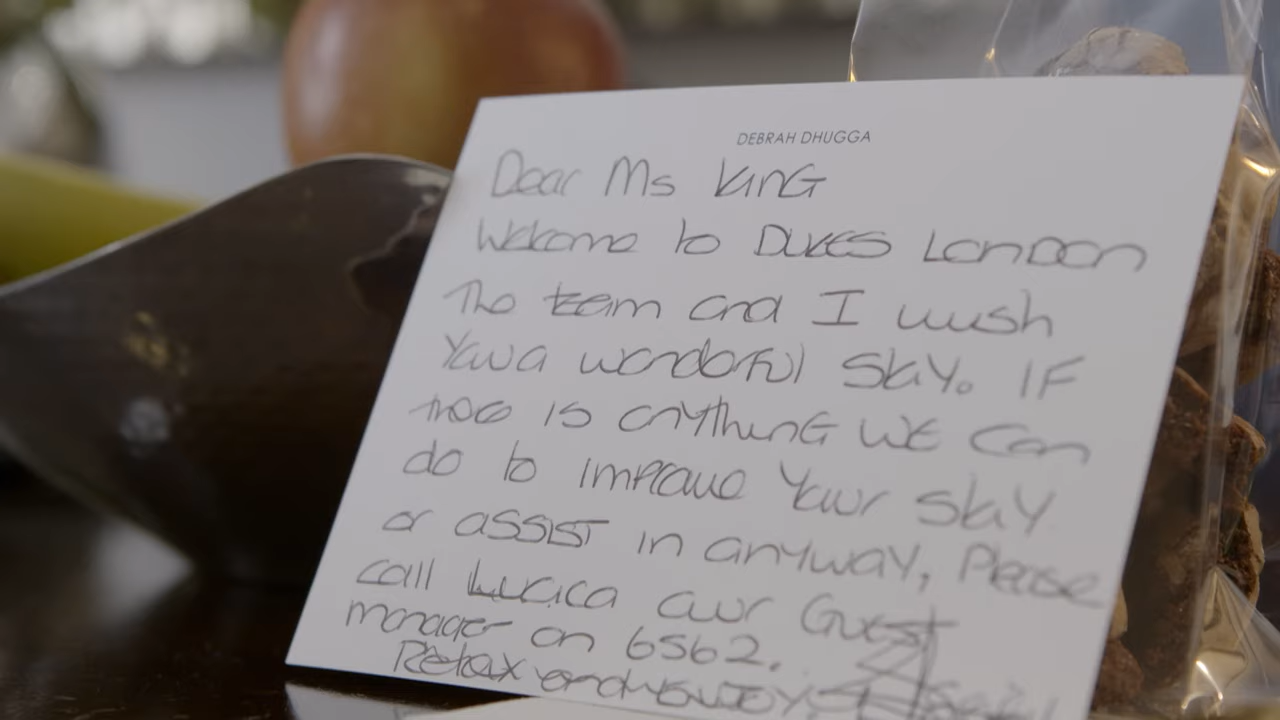 DEBRAH DHUGGA
Dear Ms KinG
Welcome to DUKES LonDon
The team and I wish
You a wonderful StaY. IF
there is anYthinG WE Can
do to imProve Your StaY
or aSSIST in anYway, Please
call Lucica our GuEst
manager on 6562.
Relax and EnJoY